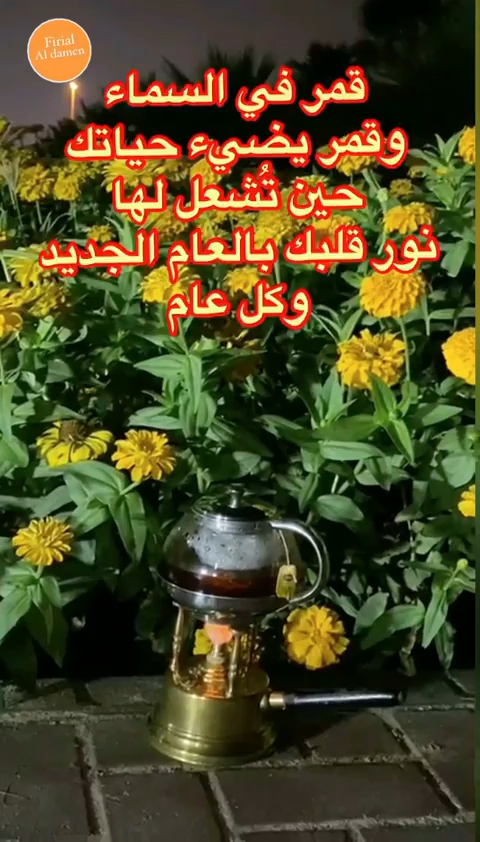 Firial
Al damen
قمر في السماء
وقمر يضيء حياتك
حين تُشعل لها
نور قلبك بالعام الجديد
وكل عام